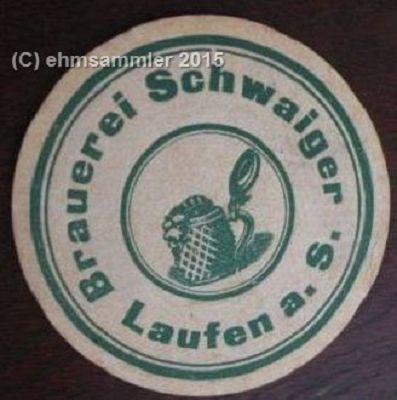 (C) ehmsammler 2015
Brauerei Schwaiger
Laufen a. S.